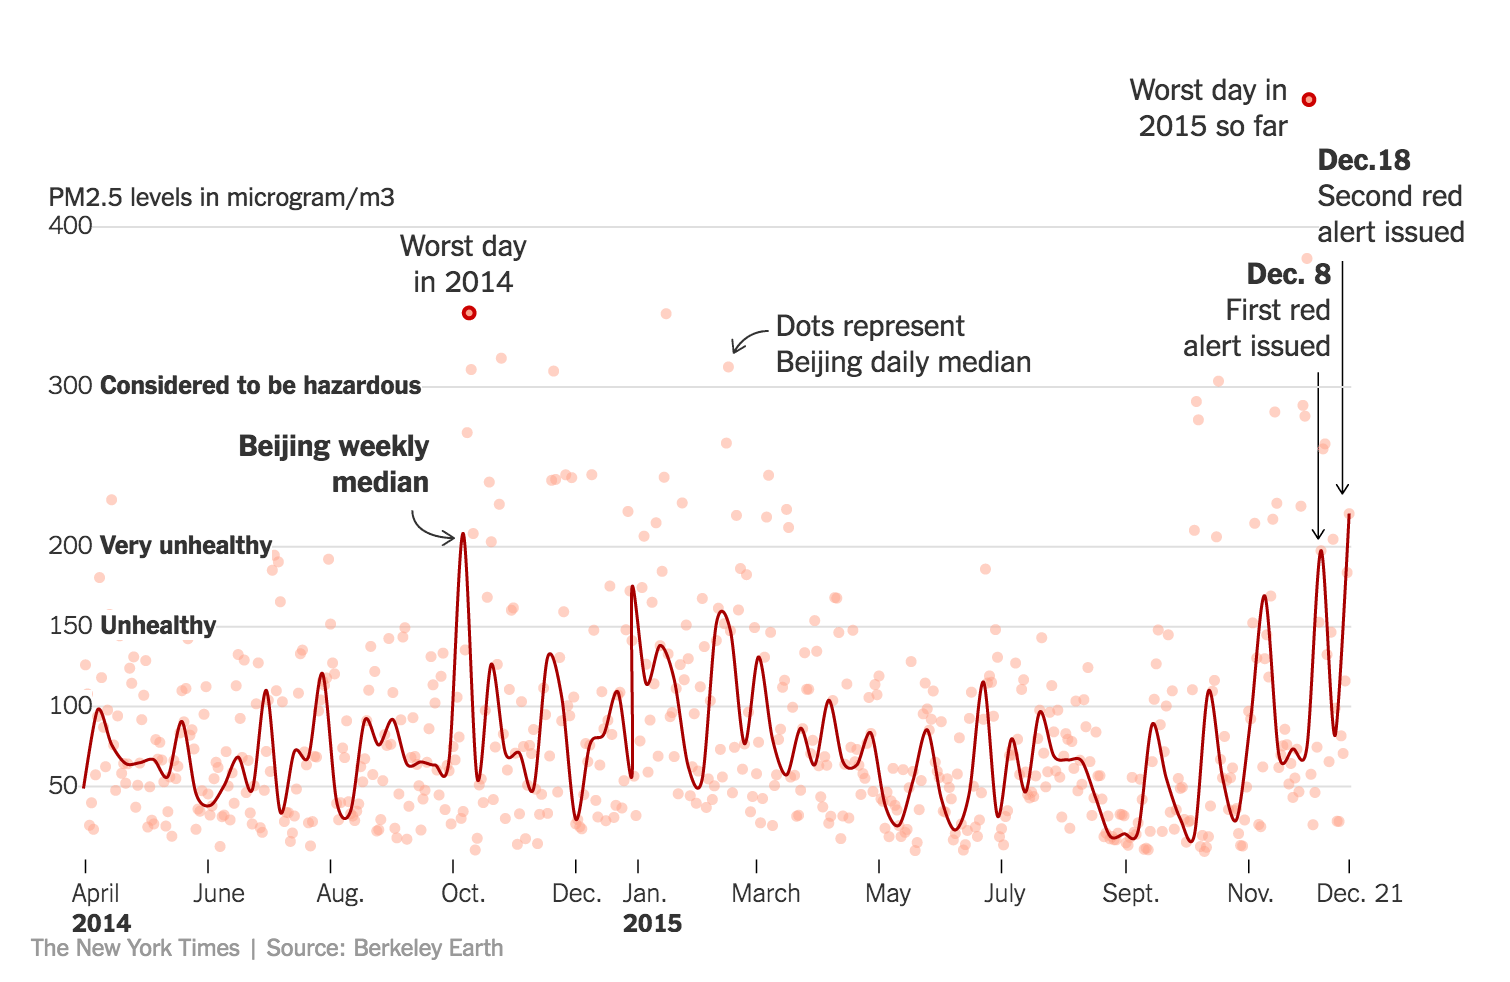 Worst day in
2015 so far
Dec.18
Second red
alert issued
PM2.5 levels in microgram/m3
400
Worst day
in 2014
Dec. 8
First red
alert issued
Dots represent
Beijing daily median
300 Considered to be hazardous
Beijing weekly
median
200 Very unhealthy
150 Unhealthy
100
50
April June Aug. Oct. Dec. Jan. March May July Sept. Nov. Dec. 21
2014 2015
The New York Times | Source: Berkeley Earth